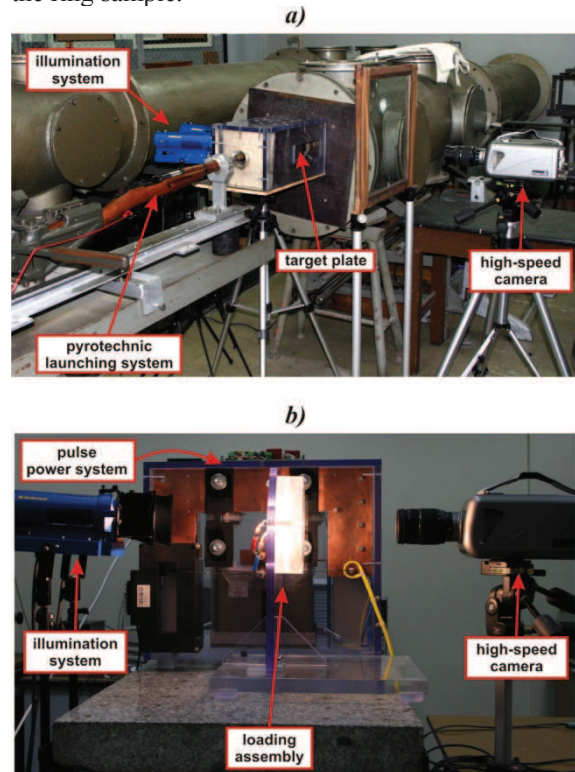 the ring sample.
a)
illumination
system
target plate
high-speed
camera
pyrotechnic
launching system
b)
pulse
power system
illumination
system
high-speed
camera
loading
assembly